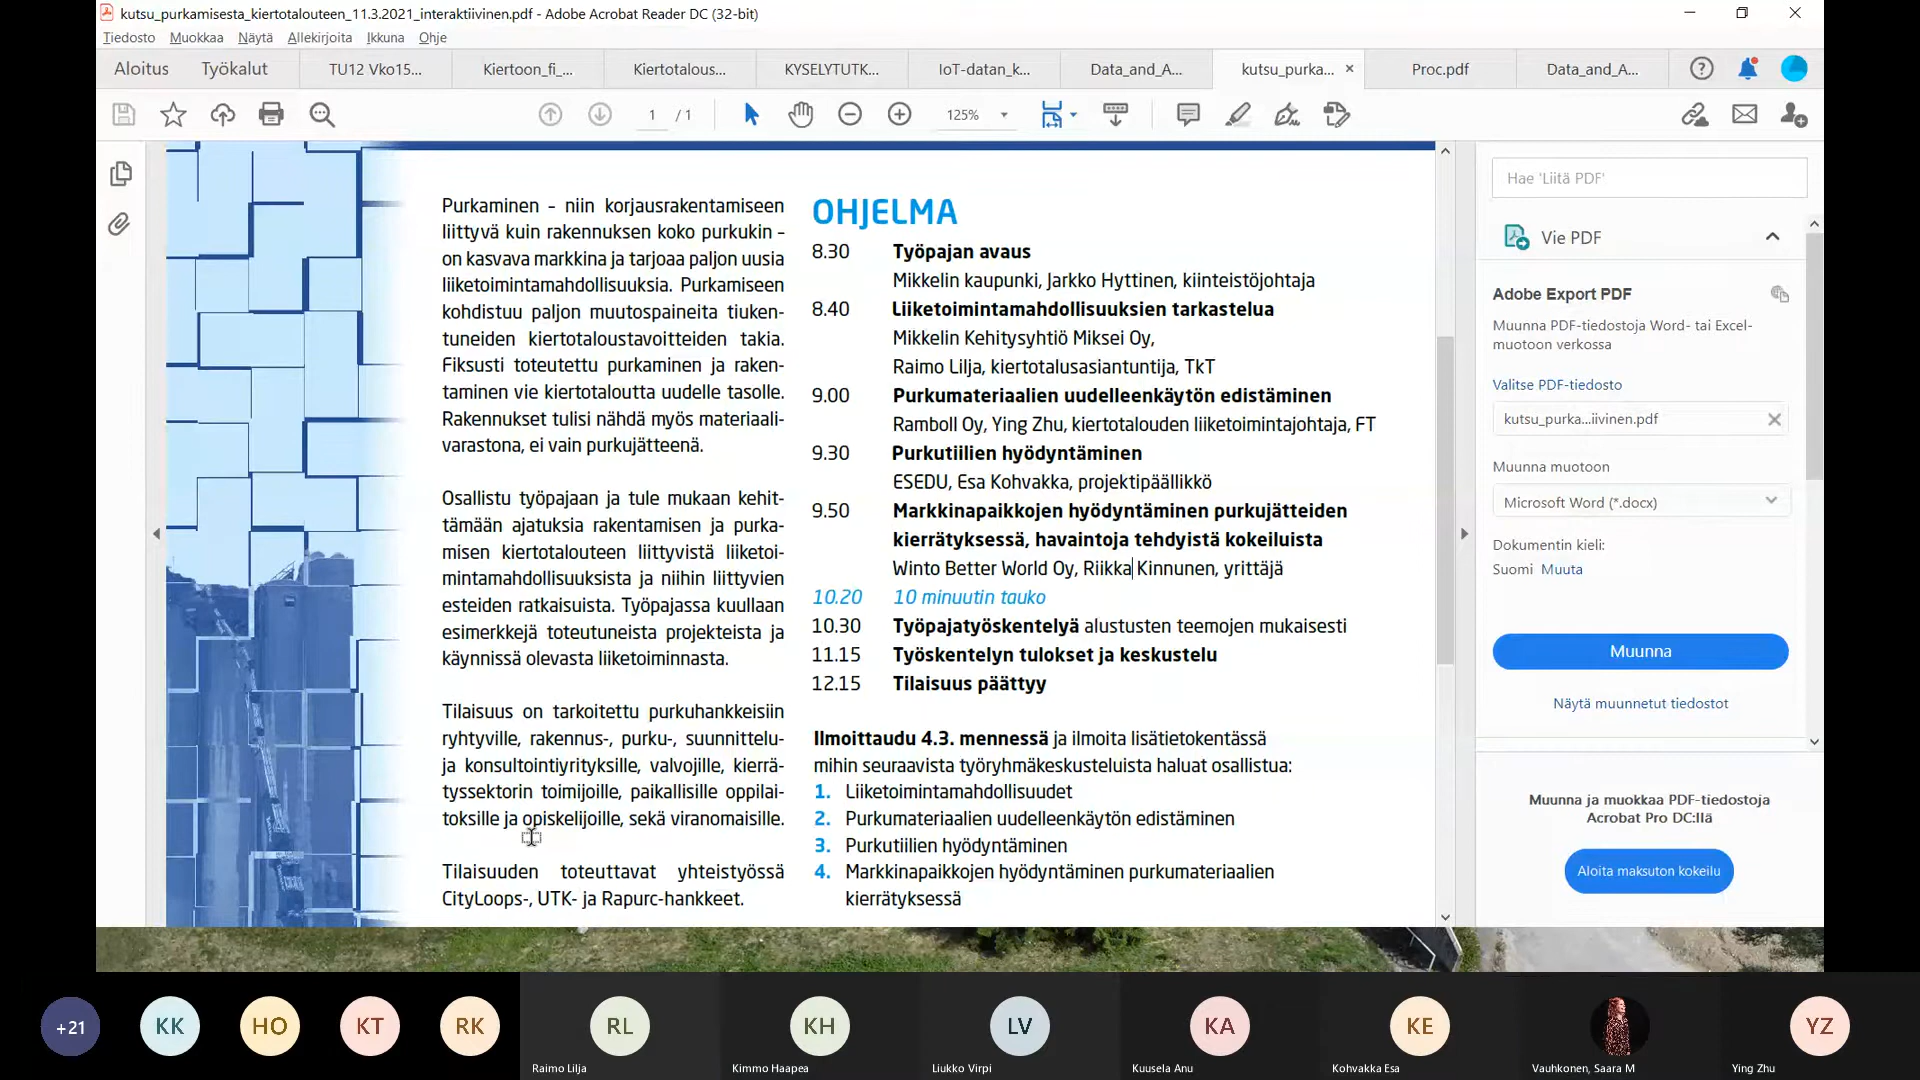 kutsu_purkamisesta_kiertotalouteen_11.3.2021_interaktiivinen.pdf - Adobe Acrobat Reader DC (32-bit)
Tiedosto Muokkaa Näytä Allekirjoita Ikkuna Ohje
Aloitus Työkalut TU12 Vko15... Kiertoon_fi_... Kiertotalous... KYSELYTUTK... IoT-datan_k... Data_and_A... kutsu_purka... Proc.pdf Data_and_A...
1 / 1 125%
Purkaminen – niin korjausrakentamiseen
liittyvä kuin rakennuksen koko purkukin –
on kasvava markkina ja tarjoaa paljon uusia
liiketoimintamahdollisuuksia. Purkamiseen
kohdistuu paljon muutospaineita tiuken-
tuneiden kiertotaloustavoitteiden takia.
Fiksusti toteutettu purkaminen ja raken-
taminen vie kiertotaloutta uudelle tasolle.
Rakennukset tulisi nähdä myös materiaali-
varastona, ei vain purkujätteenä.
Osallistu työpajaan ja tule mukaan kehit-
tämään ajatuksia rakentamisen ja purka-
misen kiertotalouteen liittyvistä liiketoi-
mintamahdollisuuksista ja niihin liittyvien
esteiden ratkaisuista. Työpajassa kuullaan
esimerkkejä toteutuneista projekteista ja
käynnissä olevasta liiketoiminnasta.
Tilaisuus on tarkoitettu purkuhankkeisiin
ryhtyville, rakennus-, purku-, suunnittelu-
ja konsultointiyrityksille, valvojille, kierrä-
tyssektorin toimijoille, paikallisille oppilai-
toksille ja opiskelijoille, sekä viranomaisille.
Tilaisuuden toteuttavat yhteistyössä
CityLoops-, UTK- ja Rapurc-hankkeet.
OHJELMA
8.30 Työpajan avaus
Mikkelin kaupunki, Jarkko Hyttinen, kiinteistöjohtaja
8.40 Liiketoimintamahdollisuuksien tarkastelua
Mikkelin Kehitysyhtiö Miksei Oy,
Raimo Lilja, kiertotalusasiantuntija, TkT
9.00 Purkumateriaalien uudelleenkäytön edistäminen
Ramboll Oy, Ying Zhu, kiertotalouden liiketoimintajohtaja, FT
9.30 Purkutiilien hyödyntäminen
ESEDU, Esa Kohvakka, projektipäällikkö
9.50 Markkinapaikkojen hyödyntäminen purkujätteiden
kierrätyksessä, havaintoja tehdyistä kokeiluista
Winto Better World Oy, Riikka Kinnunen, yrittäjä
10.20 10 minuutin tauko
10.30 Työpajatyöskentelyä alustusten teemojen mukaisesti
11.15 Työskentelyn tulokset ja keskustelu
12.15 Tilaisuus päättyy
Ilmoittaudu 4.3. mennessä ja ilmoita lisätietokentässä
mihin seuraavista työryhmäkeskusteluista haluat osallistua:
1. Liiketoimintamahdollisuudet
2. Purkumateriaalien uudelleenkäytön edistäminen
3. Purkutiilien hyödyntäminen
4. Markkinapaikkojen hyödyntäminen purkumateriaalien
kierrätyksessä
Hae 'Liitä PDF'
Vie PDF
Adobe Export PDF
Muunna PDF-tiedostoja Word- tai Excel-
muotoon verkossa
Valitse PDF-tiedosto
kutsu_purka...iivinen.pdf
Muunna muotoon
Microsoft Word (*.docx)
Dokumentin kieli:
Suomi Muuta
Muunna
Näytä muunnetut tiedostot
Muunna ja muokkaa PDF-tiedostoja
Acrobat Pro DC:llä
Aloita maksuton kokeilu
+21 KK HO KT RK RL KH LV KA KE YZ
Raimo Lilja Kimmo Haapea Liukko Virpi Kuusela Anu Kohvakka Esa Vauhkonen, Saara M Ying Zhu